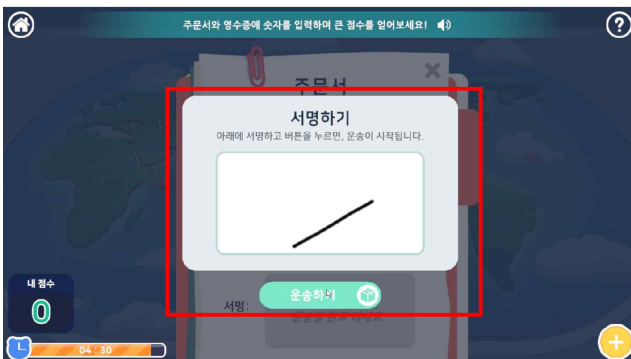 주문서와 영수증에 숫자를 입력하며 큰 점수를 얻어보세요!
?
주문서
서명하기
아래에 서명하고 버튼을 누르면, 운송이 시작됩니다.
운송하기
내 점수
0
서명:
04 : 30